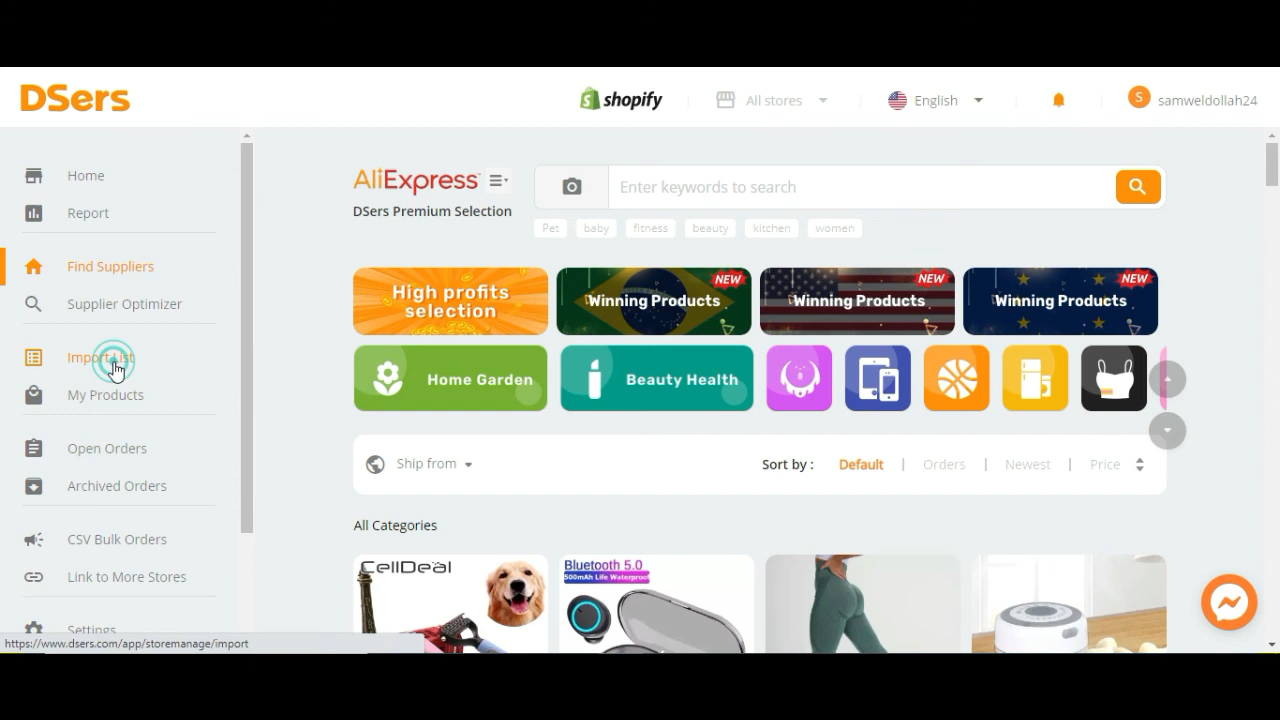 DSers
shopify
All stores
English
S
samweldollah24
Home
Report
Find Suppliers
Supplier Optimizer
Import List
My Products
Open Orders
Archived Orders
CSV Bulk Orders
Link to More Stores
Settings
https://www.dsers.com/app/storemanage/import
AliExpress
DSers Premium Selection
Enter keywords to search
Pet baby fitness beauty kitchen women
High profits
selection
NEW
Winning Products
NEW
Winning Products
NEW
Winning Products
Home Garden
Beauty Health
Ship from
Sort by : Default | Orders | Newest | Price
All Categories
CELLDEAL
Bluetooth 5.0
500mAh Life Waterproof